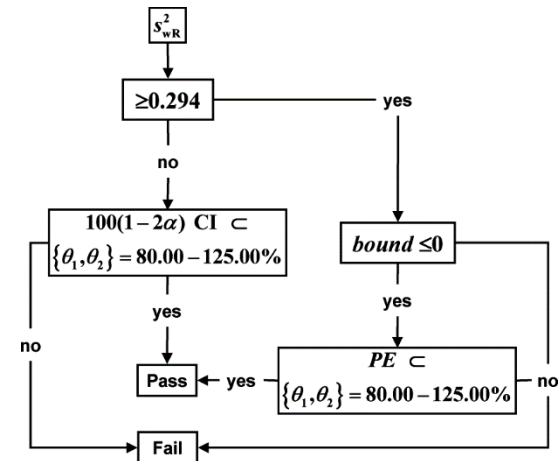 s²wR
≥0.294
yes
no
100(1−2α) CI ⊂
{θ₁,θ₂} = 80.00−125.00%
bound ≤0
yes
yes
no
PE ⊂
{θ₁,θ₂} = 80.00−125.00%
Pass
yes
no
Fail